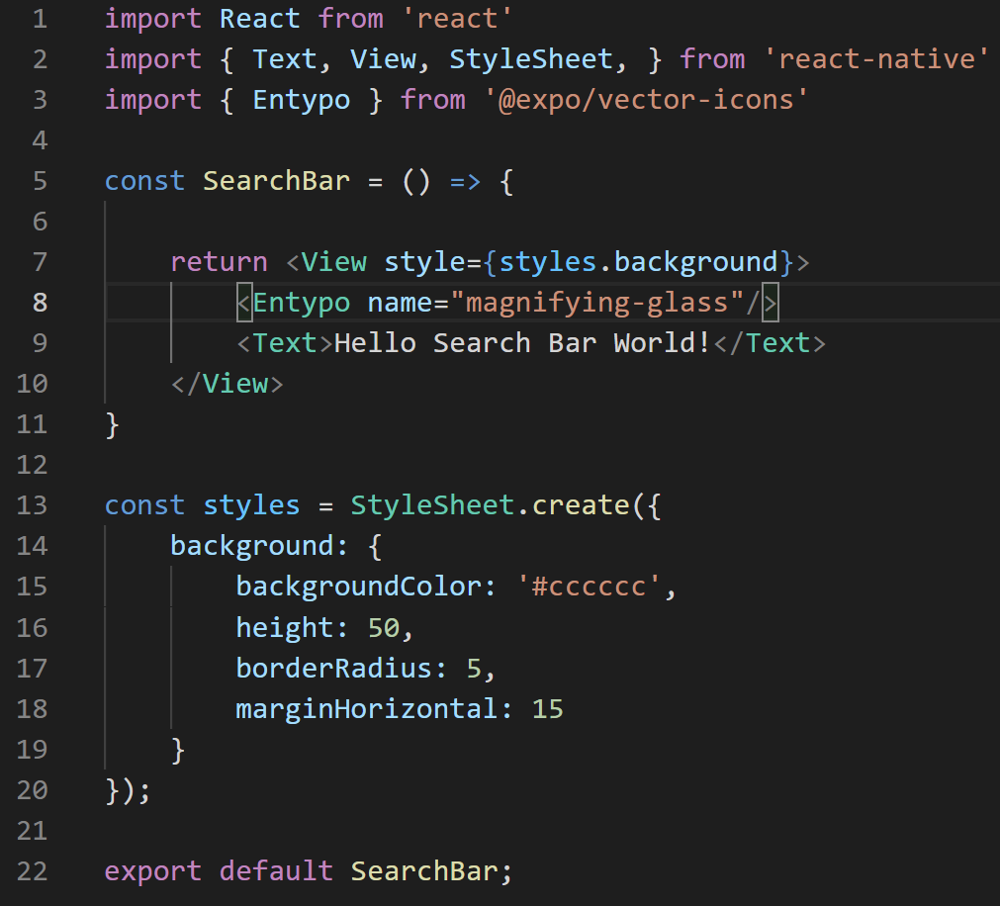 1 import React from 'react'
2 import { Text, View, StyleSheet, } from 'react-native'
3 import { Entypo } from '@expo/vector-icons'
4
5 const SearchBar = () => {
6
7     return <View style={styles.background}>
8         <Entypo name="magnifying-glass"/>
9         <Text>Hello Search Bar World!</Text>
10     </View>
11 }
12
13 const styles = StyleSheet.create({
14     background: {
15         backgroundColor: '#cccccc',
16         height: 50,
17         borderRadius: 5,
18         marginHorizontal: 15
19     }
20 });
21
22 export default SearchBar;